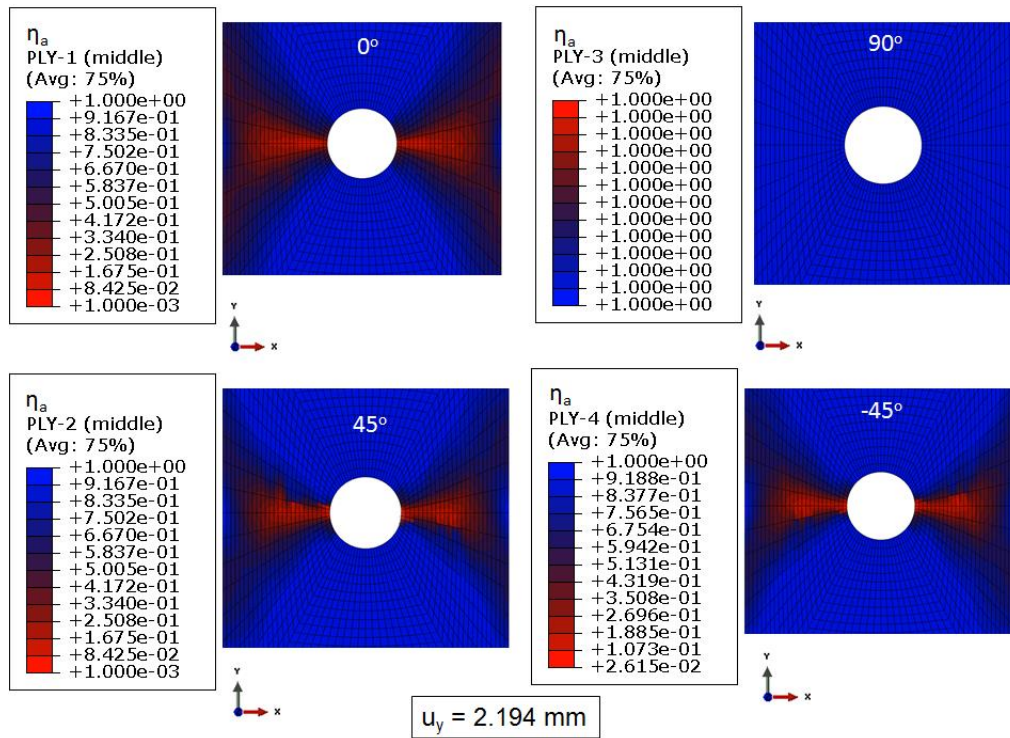 ηa
PLY-1 (middle)
(Avg: 75%)
+1.000e+00
+9.167e-01
+8.335e-01
+7.502e-01
+6.670e-01
+5.837e-01
+5.005e-01
+4.172e-01
+3.340e-01
+2.508e-01
+1.675e-01
+8.425e-02
+1.000e-03
0º
Y
X
ηa
PLY-3 (middle)
(Avg: 75%)
+1.000e+00
+1.000e+00
+1.000e+00
+1.000e+00
+1.000e+00
+1.000e+00
+1.000e+00
+1.000e+00
+1.000e+00
+1.000e+00
+1.000e+00
+1.000e+00
+1.000e+00
90º
Y
X
ηa
PLY-2 (middle)
(Avg: 75%)
+1.000e+00
+9.167e-01
+8.335e-01
+7.502e-01
+6.670e-01
+5.837e-01
+5.005e-01
+4.172e-01
+3.340e-01
+2.508e-01
+1.675e-01
+8.425e-02
+1.000e-03
45º
Y
X
ηa
PLY-4 (middle)
(Avg: 75%)
+1.000e+00
+9.188e-01
+8.377e-01
+7.565e-01
+6.754e-01
+5.942e-01
+5.131e-01
+4.319e-01
+3.508e-01
+2.696e-01
+1.885e-01
+1.073e-01
+2.615e-02
-45º
Y
X
uy = 2.194 mm